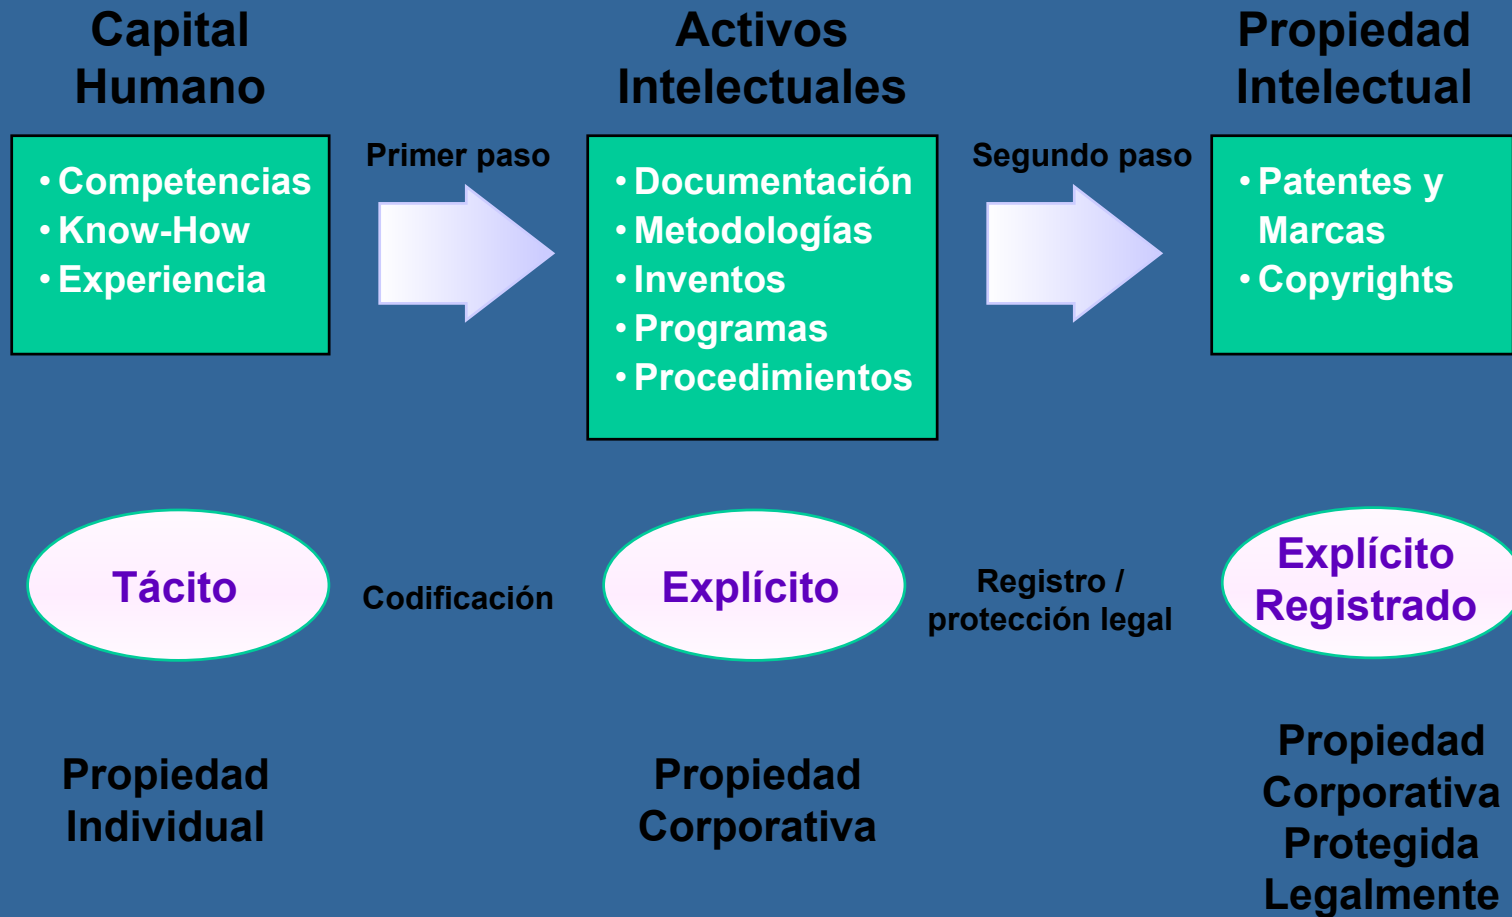 Capital
Humano
Activos
Intelectuales
Propiedad
Intelectual
• Competencias
• Know-How
• Experiencia
Primer paso
• Documentación
• Metodologías
• Inventos
• Programas
• Procedimientos
Segundo paso
• Patentes y
Marcas
• Copyrights
Tácito
Codificación
Explícito
Registro /
protección legal
Explícito
Registrado
Propiedad
Individual
Propiedad
Corporativa
Propiedad
Corporativa
Protegida
Legalmente